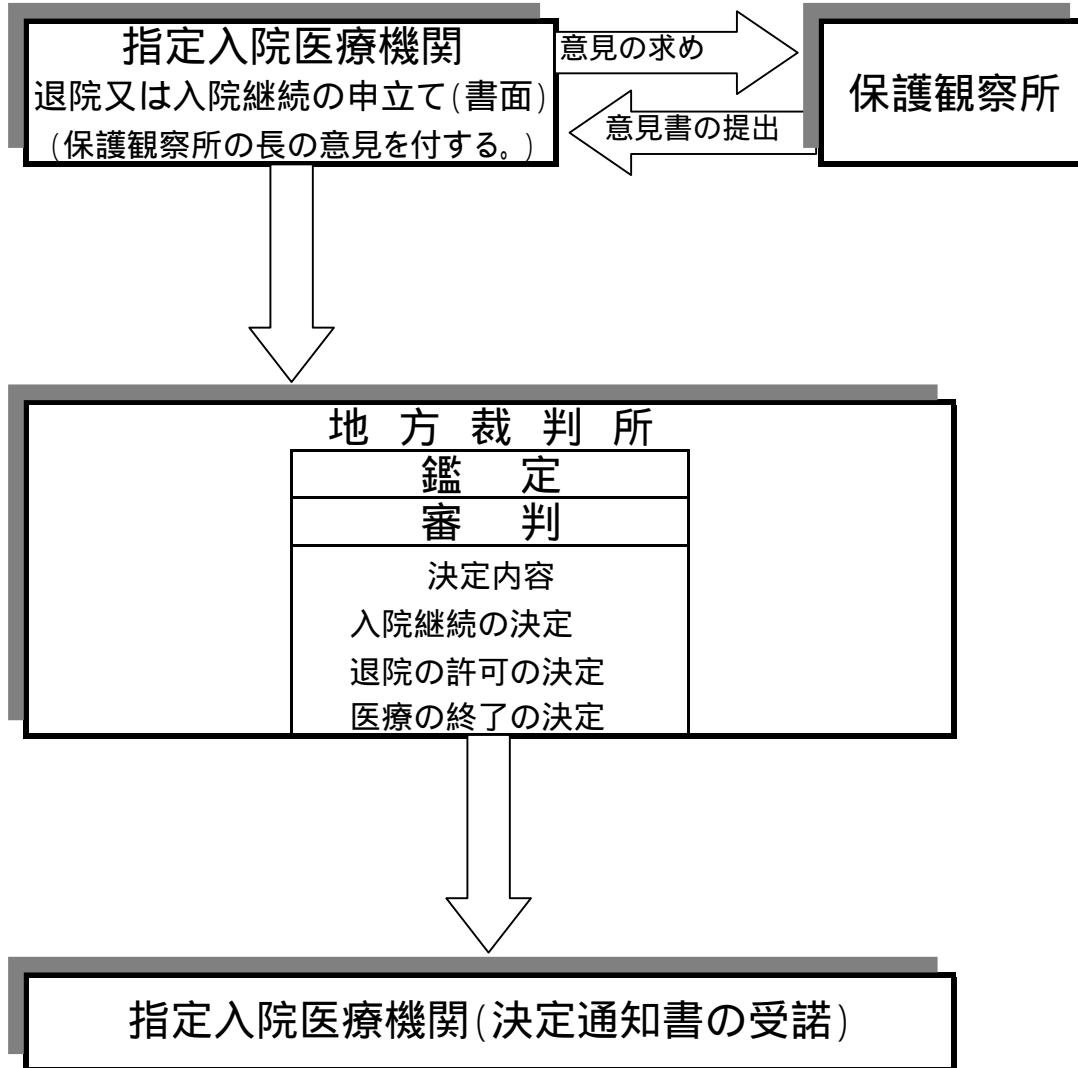 指定入院医療機関
退院又は入院継続の申立て(書面)
(保護観察所の長の意見を付する。)
意見の求め
意見書の提出
保護観察所
地方裁判所
鑑定
審判
決定内容
入院継続の決定
退院の許可の決定
医療の終了の決定
指定入院医療機関(決定通知書の受諾)